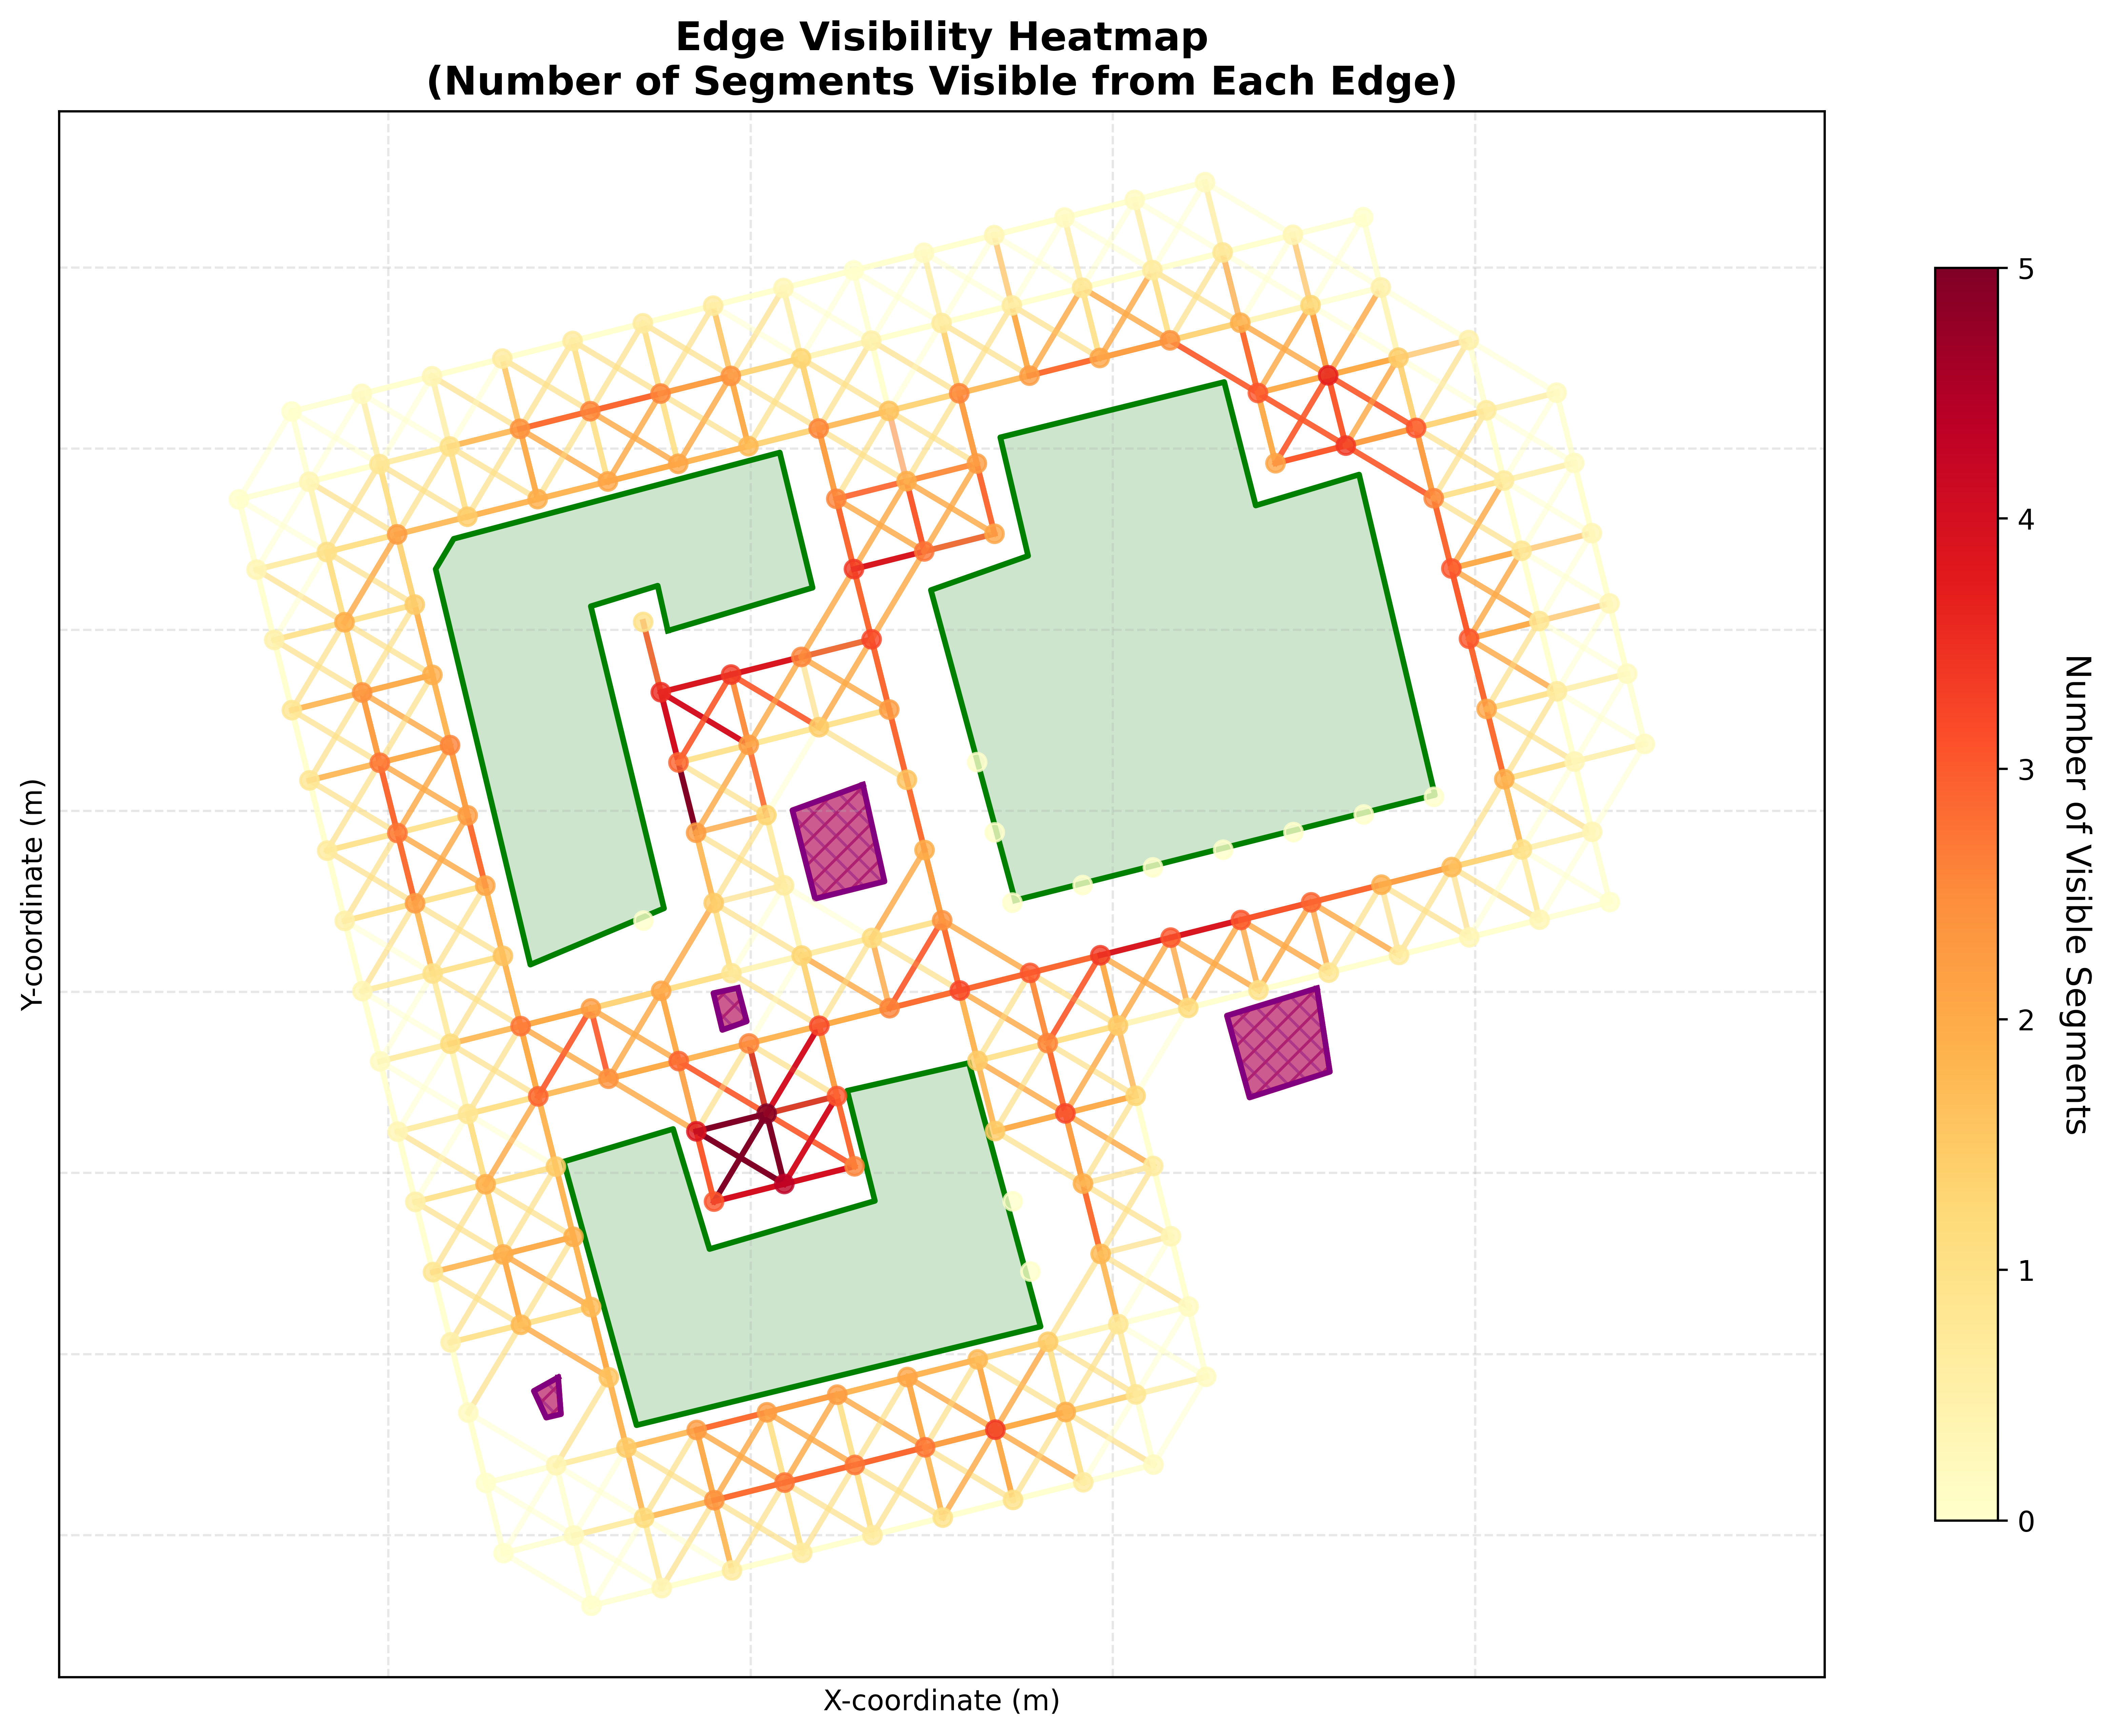 Edge Visibility Heatmap
(Number of Segments Visible from Each Edge)
Y-coordinate (m)
X-coordinate (m)
5
4
3
2
1
0
Number of Visible Segments